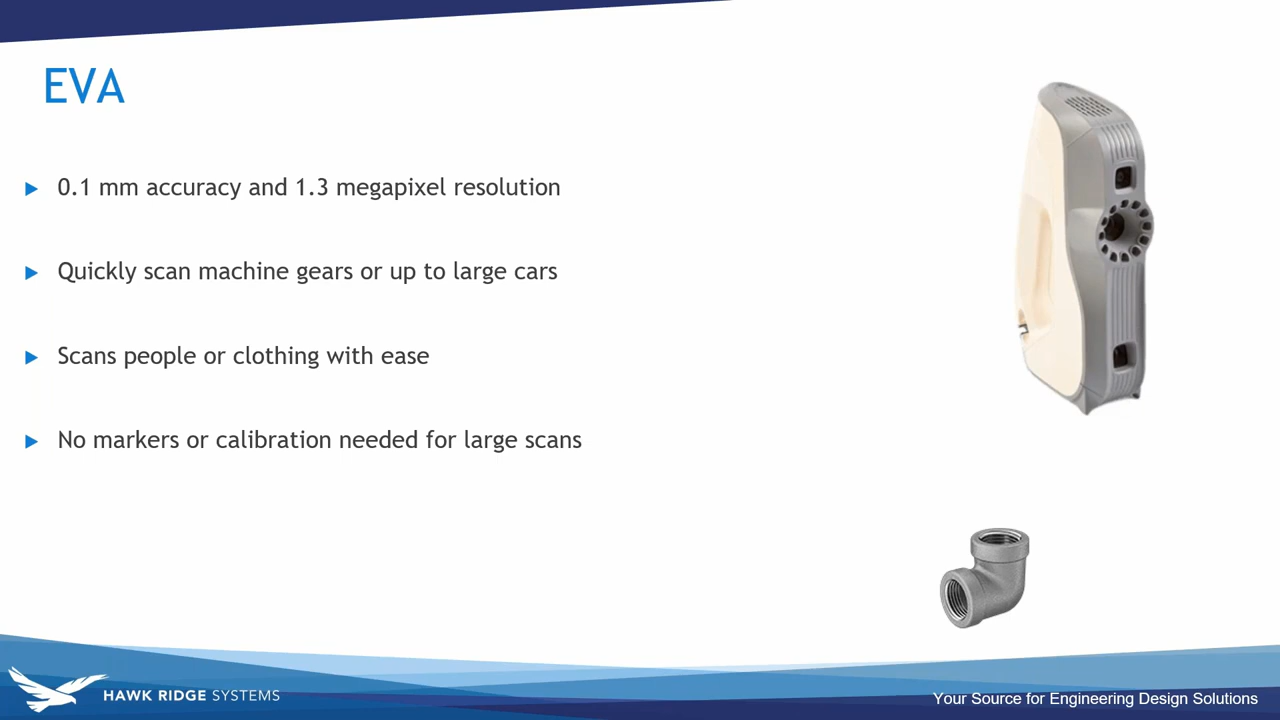 EVA
0.1 mm accuracy and 1.3 megapixel resolution
Quickly scan machine gears or up to large cars
Scans people or clothing with ease
No markers or calibration needed for large scans
HAWK RIDGE SYSTEMS
Your Source for Engineering Design Solutions